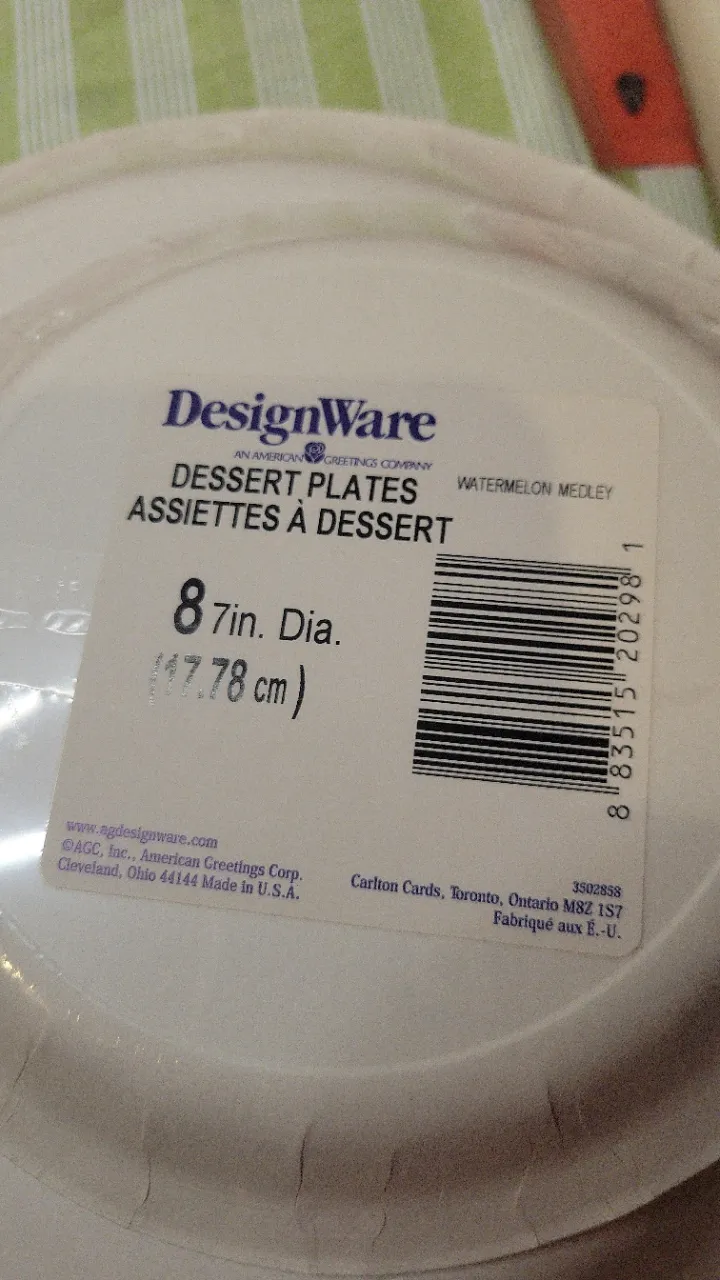 DesignWare
AN AMERICAN GREETINGS COMPANY
DESSERT PLATES
ASSIETTES À DESSERT
WATERMELON MEDLEY
8 7in. Dia.
(17.78 cm)
8 83515 20298 1
www.agdesignware.com
©AGC, Inc., American Greetings Corp.
Cleveland, Ohio 44144 Made in U.S.A.
3502858
Carlton Cards, Toronto, Ontario M8Z 1S7
Fabriqué aux É.-U.